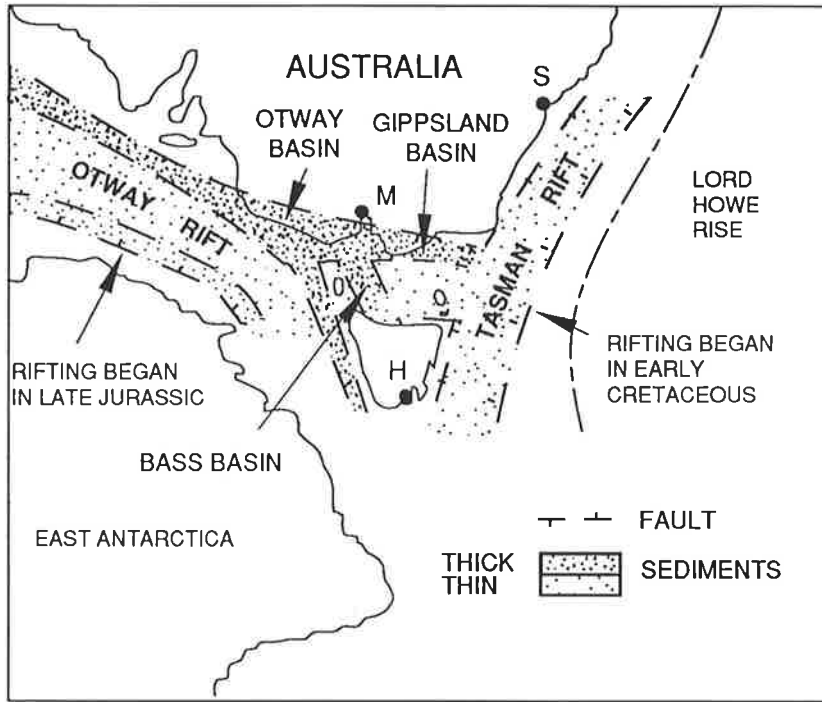 AUSTRALIA
S
OTWAY
BASIN
GIPPSLAND
BASIN
M
LORD
HOWE
RISE
OTWAY RIFT
TASMAN RIFT
H
RIFTING BEGAN
IN LATE JURASSIC
RIFTING BEGAN
IN EARLY
CRETACEOUS
BASS BASIN
EAST ANTARCTICA
FAULT
THICK
THIN
SEDIMENTS